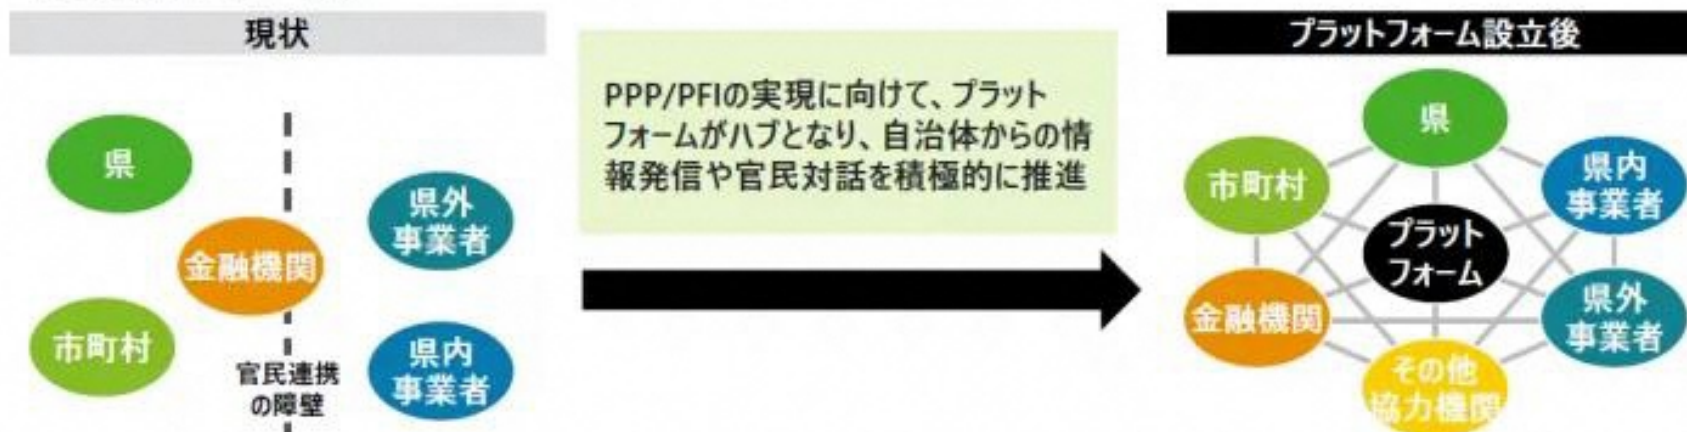 現状
県
県外
事業者
金融機関
市町村
県内
事業者
官民連携
の障壁
PPP/PFIの実現に向けて、プラット
フォームがハブとなり、自治体からの情
報発信や官民対話を積極的に推進
プラットフォーム設立後
県
市町村
県内
事業者
プラット
フォーム
金融機関
県外
事業者
その他
協力機関